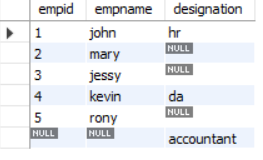 empid empname designation
1 john hr
2 mary NULL
3 jessy NULL
4 kevin da
5 rony NULL
NULL NULL accountant